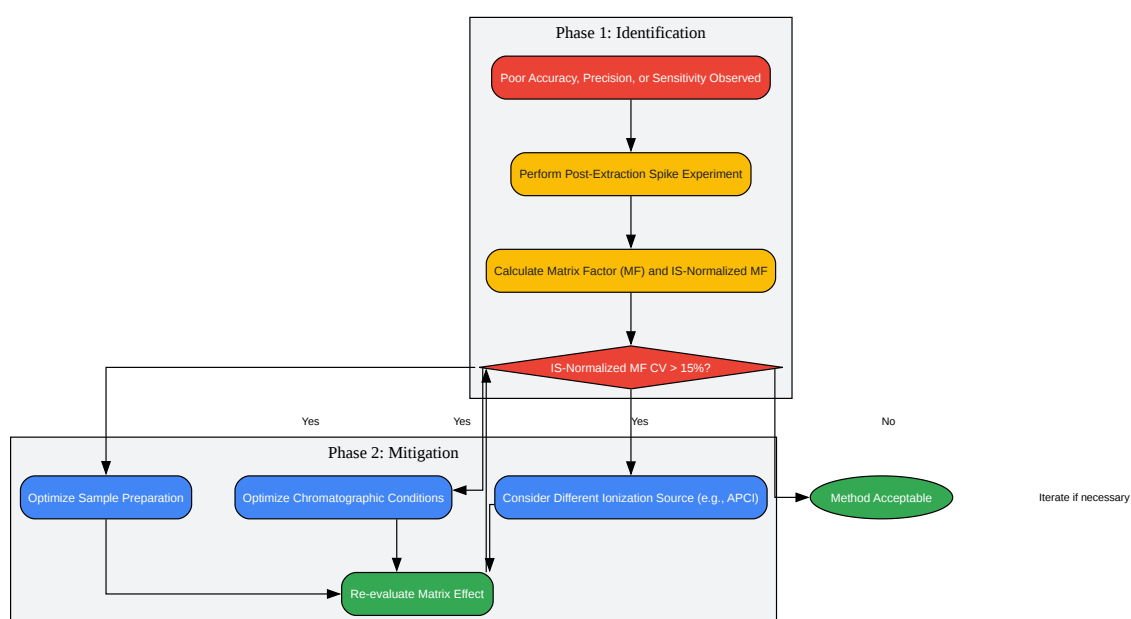 Phase 1: Identification
Poor Accuracy, Precision, or Sensitivity Observed
Perform Post-Extraction Spike Experiment
Calculate Matrix Factor (MF) and IS-Normalized MF
IS-Normalized MF CV > 15%?
Yes
Yes
Yes
No
Phase 2: Mitigation
Optimize Sample Preparation
Optimize Chromatographic Conditions
Consider Different Ionization Source (e.g., APCI)
Method Acceptable
Iterate if necessary
Re-evaluate Matrix Effect